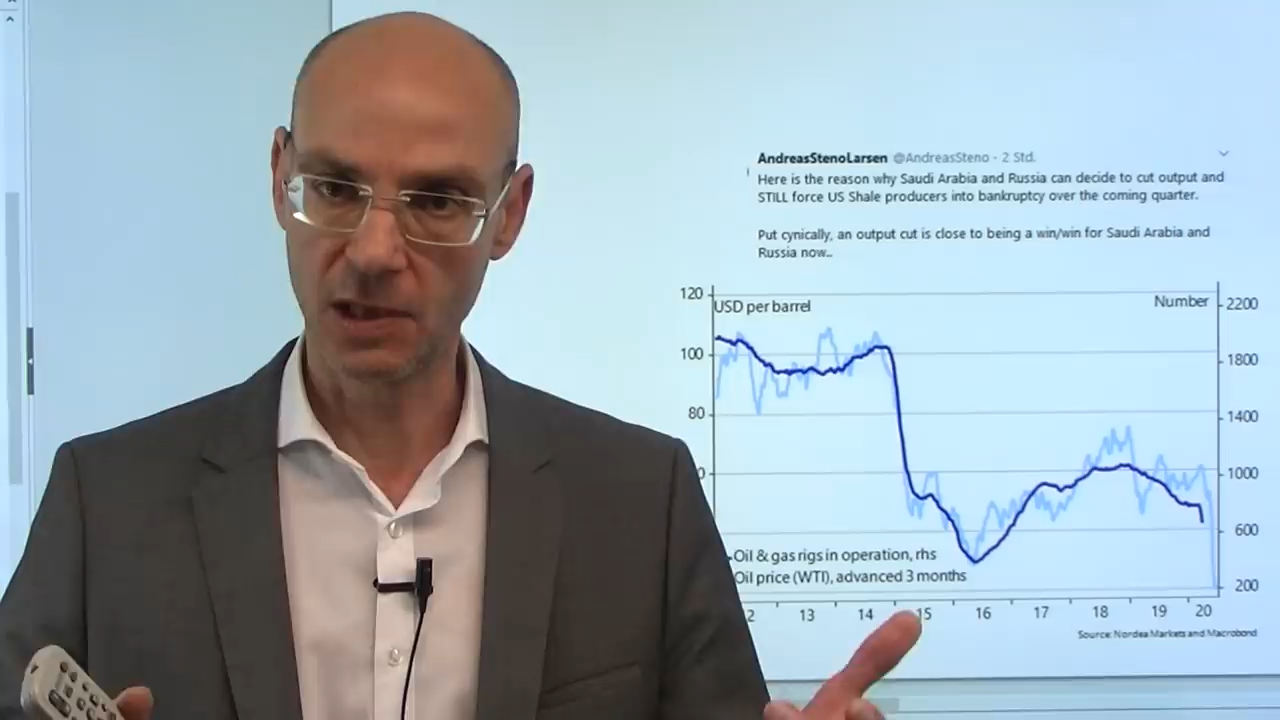 AndreasStenoLarsen @AndreasSteno · 2 Std.
Here is the reason why Saudi Arabia and Russia can decide to cut output and
STILL force US Shale producers into bankruptcy over the coming quarter.
Put cynically, an output cut is close to being a win/win for Saudi Arabia and
Russia now..
120 USD per barrel Number 2200
100 1800
80 1400
0 1000
600
Oil & gas rigs in operation, rhs
Oil price (WTI), advanced 3 months
200
2 13 14 15 16 17 18 19 20
Source: Nordea Markets and Macrobond